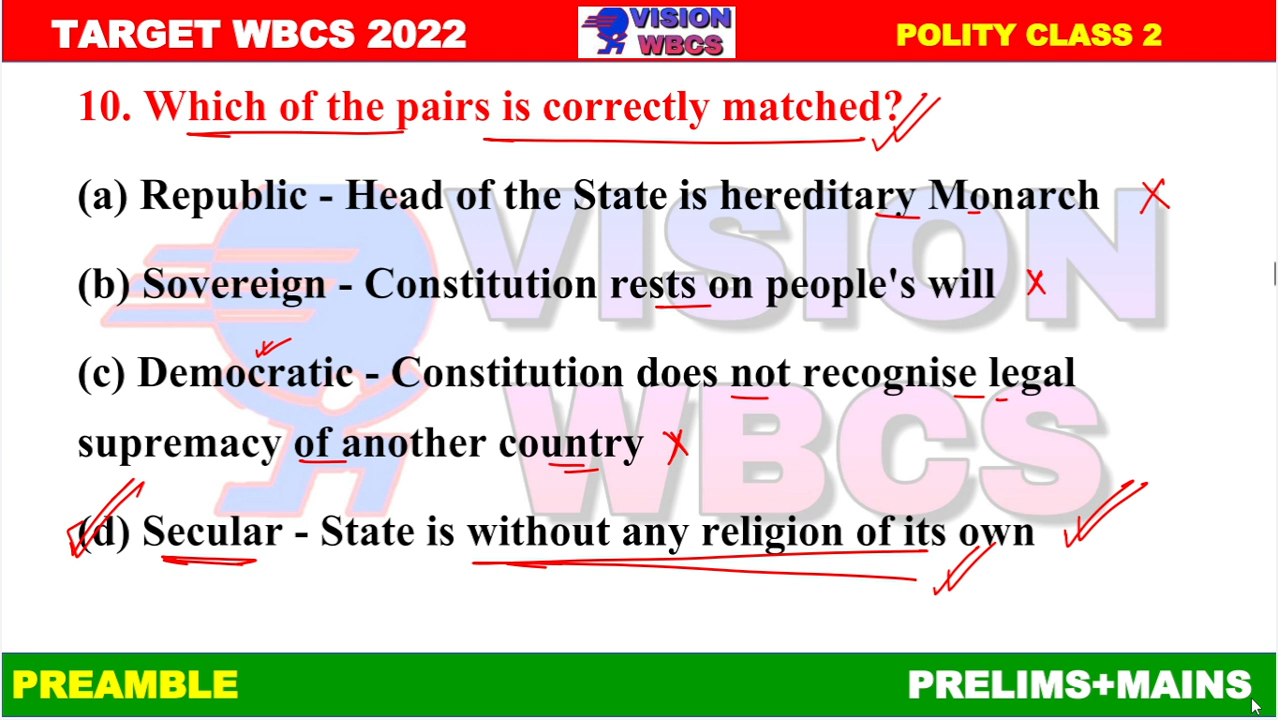 TARGET WBCS 2022
VISION
WBCS
POLITY CLASS 2
10. Which of the pairs is correctly matched?
(a) Republic - Head of the State is hereditary Monarch
(b) Sovereign - Constitution rests on people's will
(c) Democratic - Constitution does not recognise legal
supremacy of another country
(d) Secular - State is without any religion of its own
VISION
WBCS
PREAMBLE
PRELIMS+MAINS